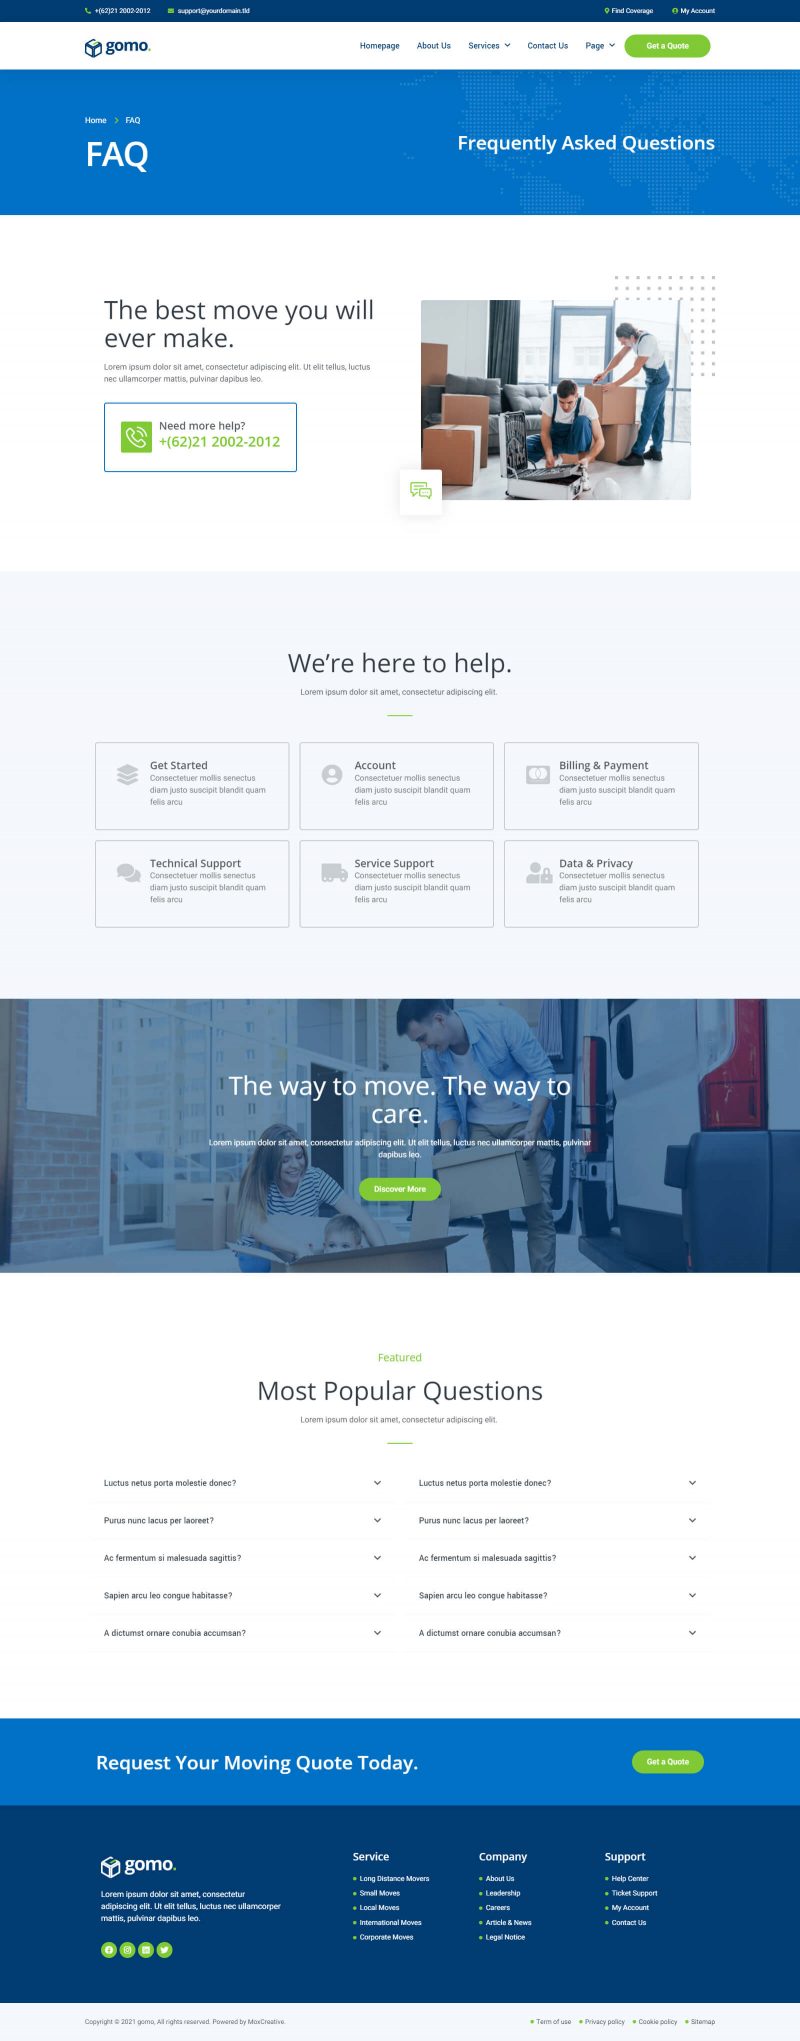 +(62)21 2002-2012 support@yourdomain.tld Find Coverage My Account
gomo. Homepage About Us Services Contact Us Page Get a Quote
Home FAQ
FAQ
Frequently Asked Questions
The best move you will
ever make.
Lorem ipsum dolor sit amet, consectetur adipiscing elit. Ut elit tellus, luctus
nec ullamcorper mattis, pulvinar dapibus leo.
Need more help?
+(62)21 2002-2012
We're here to help.
Lorem ipsum dolor sit amet, consectetur adipiscing elit.
Get Started
Consectetuer mollis senectus
diam justo suscipit blandit quam
felis arcu
Account
Consectetuer mollis senectus
diam justo suscipit blandit quam
felis arcu
Billing & Payment
Consectetuer mollis senectus
diam justo suscipit blandit quam
felis arcu
Technical Support
Consectetuer mollis senectus
diam justo suscipit blandit quam
felis arcu
Service Support
Consectetuer mollis senectus
diam justo suscipit blandit quam
felis arcu
Data & Privacy
Consectetuer mollis senectus
diam justo suscipit blandit quam
felis arcu
The way to move. The way to
care.
Lorem ipsum dolor sit amet, consectetur adipiscing elit. Ut elit tellus, luctus nec ullamcorper mattis, pulvinar
dapibus leo.
Discover More
Featured
Most Popular Questions
Lorem ipsum dolor sit amet, consectetur adipiscing elit.
Luctus netus porta molestie donec?
Purus nunc lacus per laoreet?
Ac fermentum si malesuada sagittis?
Sapien arcu leo congue habitasse?
A dictumst ornare conubia accumsan?
Luctus netus porta molestie donec?
Purus nunc lacus per laoreet?
Ac fermentum si malesuada sagittis?
Sapien arcu leo congue habitasse?
A dictumst ornare conubia accumsan?
Request Your Moving Quote Today.
Get a Quote
gomo.
Lorem ipsum dolor sit amet, consectetur
adipiscing elit. Ut elit tellus, luctus nec ullamcorper
mattis, pulvinar dapibus leo.
Service
Long Distance Movers
Small Moves
Local Moves
International Moves
Corporate Moves
Company
About Us
Leadership
Careers
Article & News
Legal Notice
Support
Help Center
Ticket Support
My Account
Contact Us
Copyright © 2021 gomo, All rights reserved. Powered by MoxCreative.
Term of use Privacy policy Cookie policy Sitemap